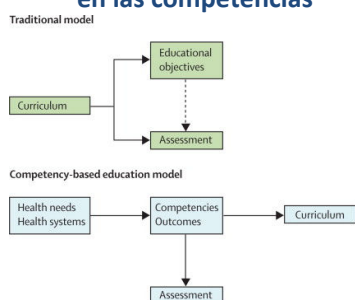 en las competencias
Traditional model
Educational
objectives
Curriculum
Assessment
Competency-based education model
Health needs
Health systems
Competencies
Outcomes
Curriculum
Assessment